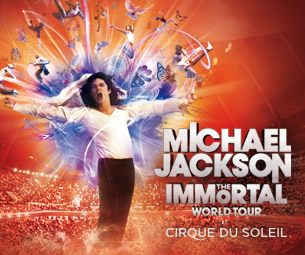 MICHAEL
JACKSON
THE
IMMORTAL
WORLD TOUR
CIRQUE DU SOLEIL